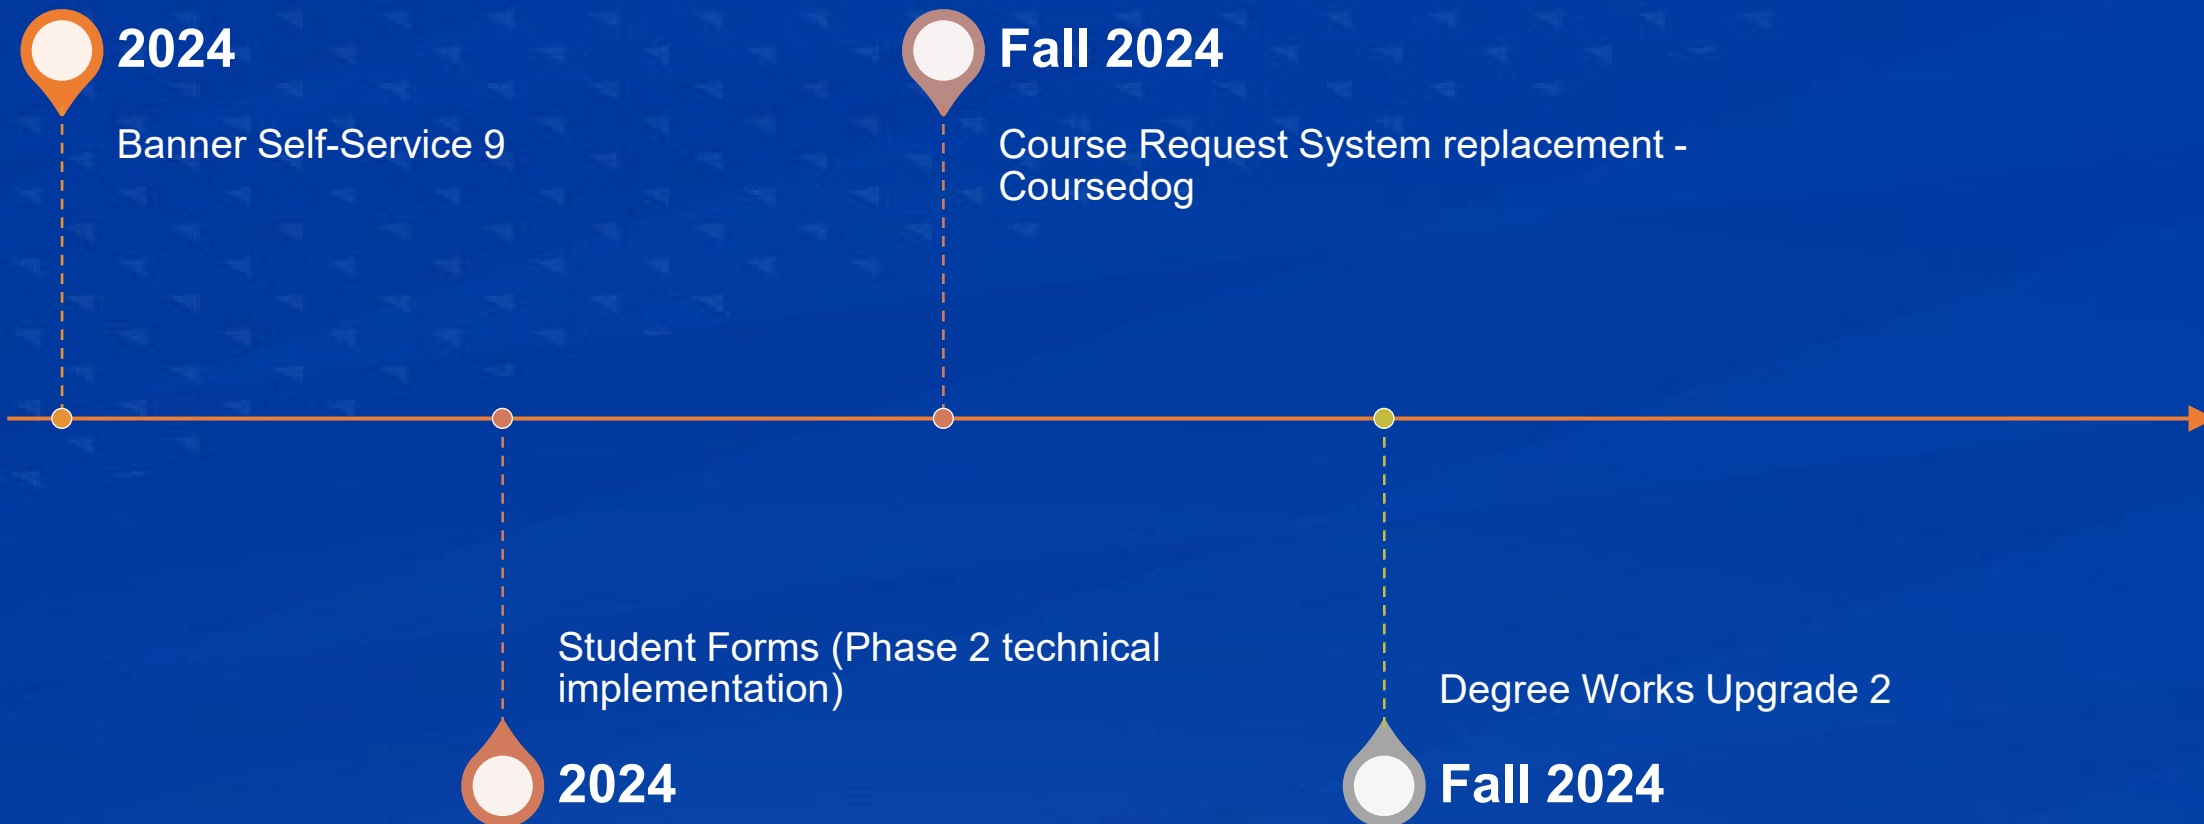 2024
Banner Self-Service 9
Fall 2024
Course Request System replacement -
Coursedog
Student Forms (Phase 2 technical
implementation)
2024
Degree Works Upgrade 2
Fall 2024